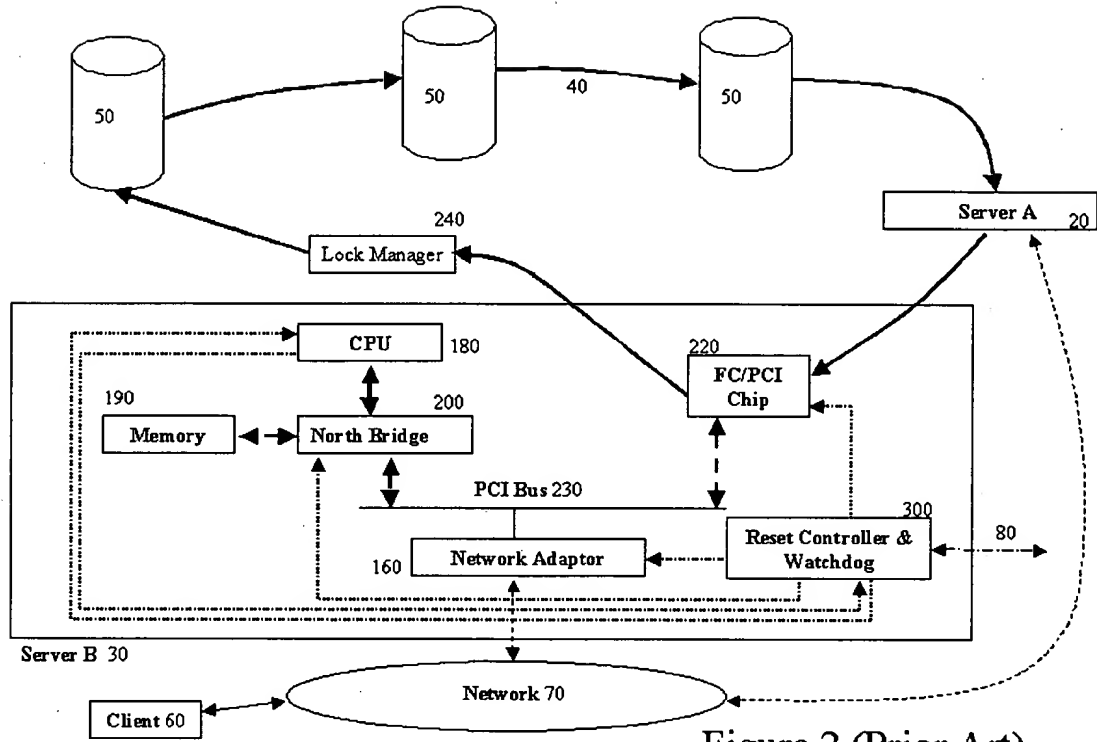 50
50
40
50
Server A
20
240
Lock Manager
CPU
180
220
FC/PCI
Chip
190
200
Memory
North Bridge
PCI Bus 230
300
Reset Controller &
Watchdog
80
160
Network Adaptor
Server B 30
Network 70
Client 60
Figure 2 (Prior Art)